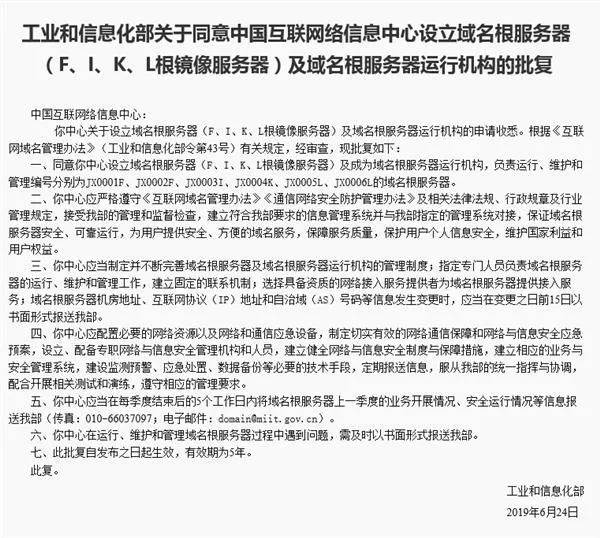 工业和信息化部关于同意中国互联网络信息中心设立域名根服务器
（F、I、K、L根镜像服务器）及域名根服务器运行机构的批复
中国互联网络信息中心：
你中心关于设立域名根服务器（F、I、K、L根镜像服务器）及域名根服务器运行机构的申请收悉。根据《互联
网域名管理办法》（工业和信息化部令第43号）有关规定，经审查，现批复如下：
一、同意你中心设立域名根服务器（F、I、K、L根镜像服务器）及成为域名根服务器运行机构，负责运行、维护和
管理编号分别为JX0001F、JX0002F、JX0003I、JX0004K、JX0005L、JX0006L的域名根服务器。
二、你中心应严格遵守《互联网域名管理办法》《通信网络安全防护管理办法》及相关法律法规、行政规章及行业
管理规定，接受我部的管理和监督检查，建立符合我部要求的信息管理系统并与我部指定的管理系统对接，保证域名根
服务器安全、可靠运行，为用户提供安全、方便的域名服务，保障服务质量，保护用户个人信息安全，维护国家利益和
用户权益。
三、你中心应当制定并不断完善域名根服务器及域名根服务器运行机构的管理制度；指定专门人员负责域名根服务器
的运行、维护和管理工作，建立固定的联系机制；选择具备资质的网络接入服务提供者为域名根服务器提供接入服
务；域名根服务器机房地址、互联网协议（IP）地址和自治域（AS）号码等信息发生变更时，应当在变更之日前15日以
书面形式报送我部。
四、你中心应配置必要的网络资源以及网络和通信应急设备，制定切实有效的网络通信保障和网络与信息安全应急
预案，设立、配备专职网络与信息安全管理机构和人员，建立健全网络与信息安全制度与保障措施，建立相应的业务与
安全管理系统，建设监测预警、应急处置、数据备份等必要的技术手段，定期报送信息，服从我部的统一指挥与协调，
配合开展相关测试和演练，遵守相应的管理要求。
五、你中心应当在每季度结束后的5个工作日内将域名根服务器上一季度的业务开展情况、安全运行情况等信息报
送我部（传真：010-66037097；电子邮件：domain@miit.gov.cn）。
六、你中心在运行、维护和管理域名根服务器过程中遇到问题，需及时以书面形式报送我部。
七、此批复自发布之日起生效，有效期为5年。
此复。
工业和信息化部
2019年6月24日